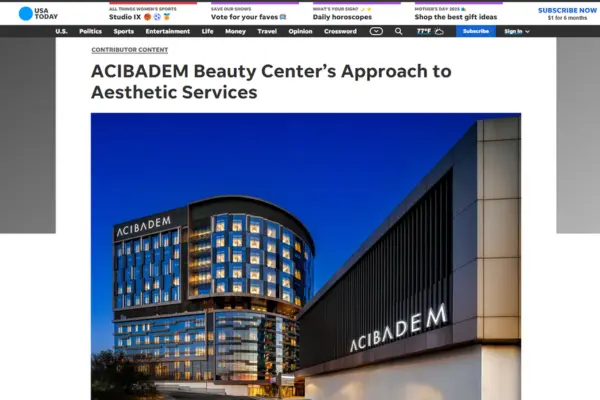 USA
TODAY
ALL THINGS WOMEN'S SPORTS
Studio IX
SAVE OUR SHOWS
Vote for your faves
WHAT'S YOUR SIGN?
Daily horoscopes
MOTHER'S DAY 2025
Shop the best gift ideas
SUBSCRIBE NOW
$1 for 6 months
U.S. Politics Sports Entertainment Life Money Travel Opinion Crossword 77°F Subscribe Sign In
CONTRIBUTOR CONTENT
ACIBADEM Beauty Center's Approach to
Aesthetic Services
ACIBADEM
ACIBADEM